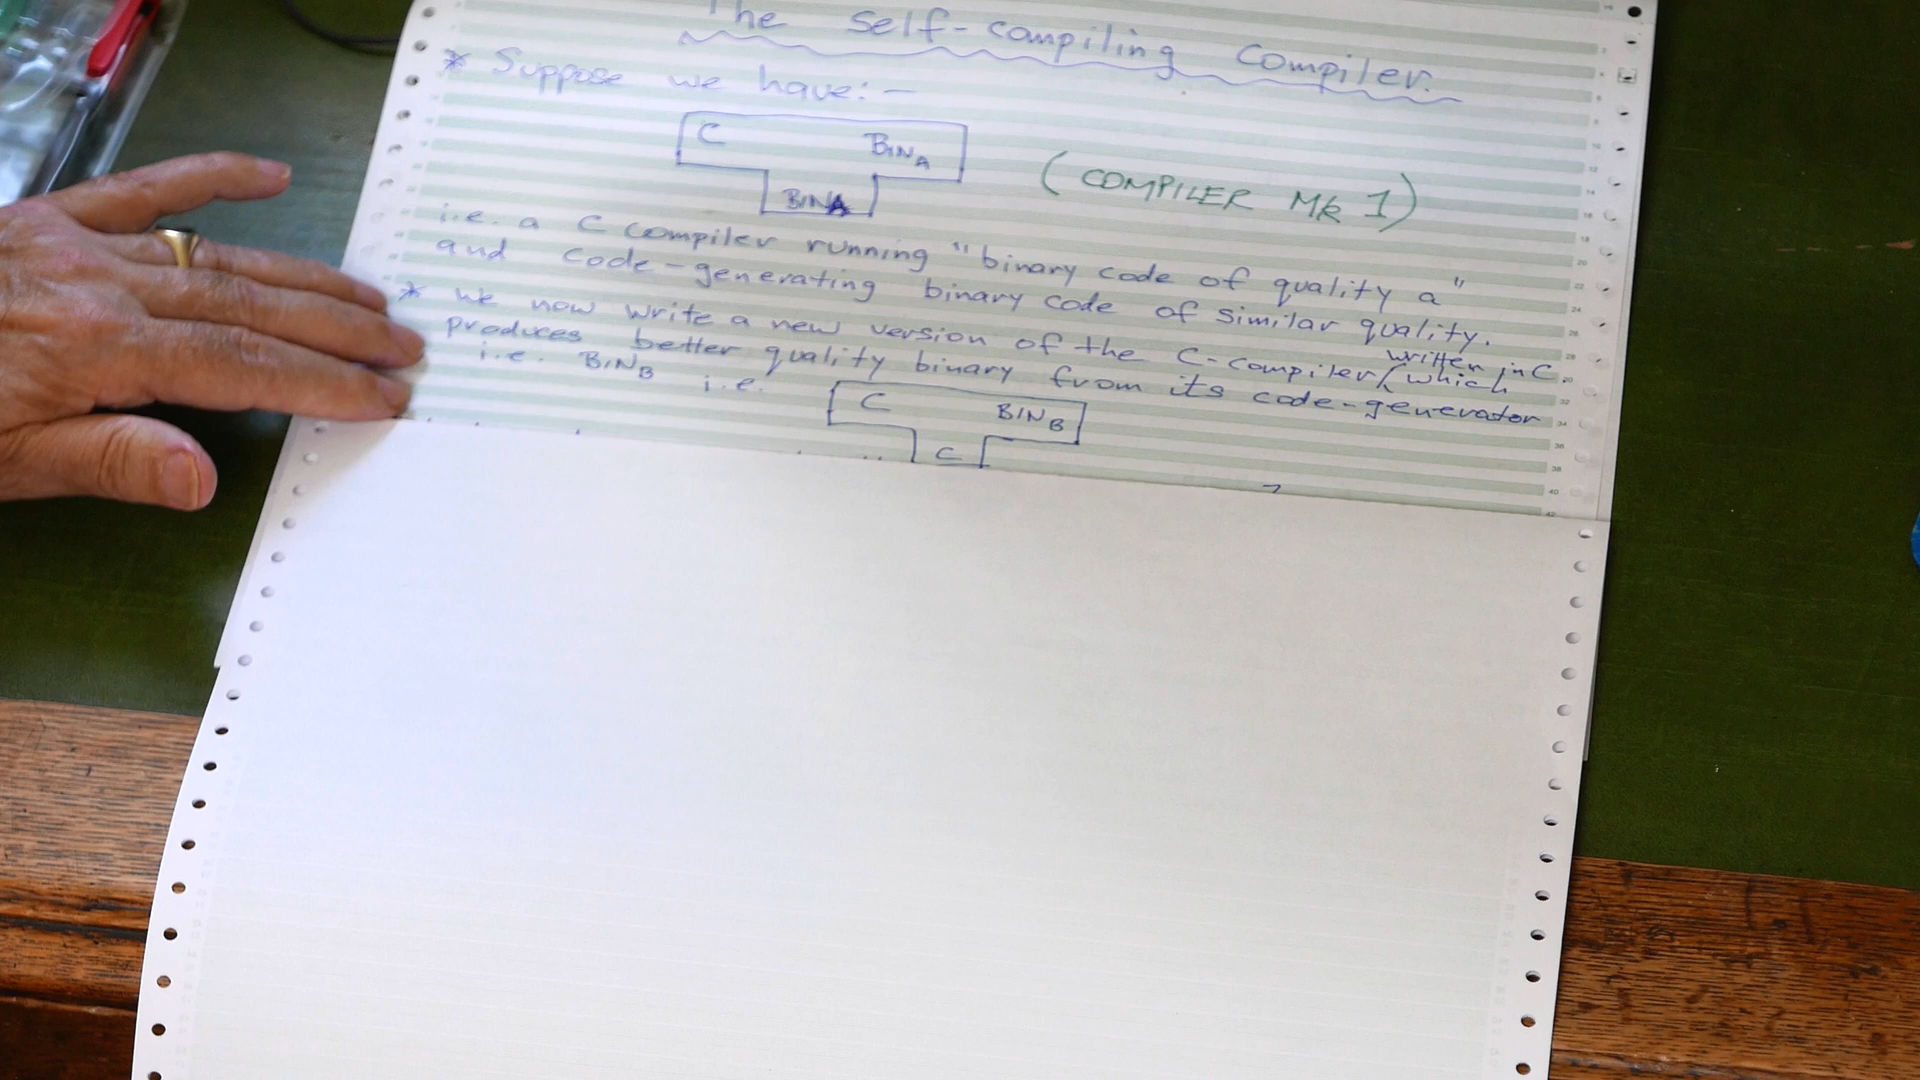 The Self-compiling Compiler.
* Suppose we have:-
C BINA
BINA
(COMPILER Mk 1)
i.e. a C compiler running "binary code of quality a"
and code-generating binary code of similar quality.
* We now write a new version of the C-compiler/written in C which
produces better quality binary from its code-generator
i.e. BINB i.e.
C BINB
C